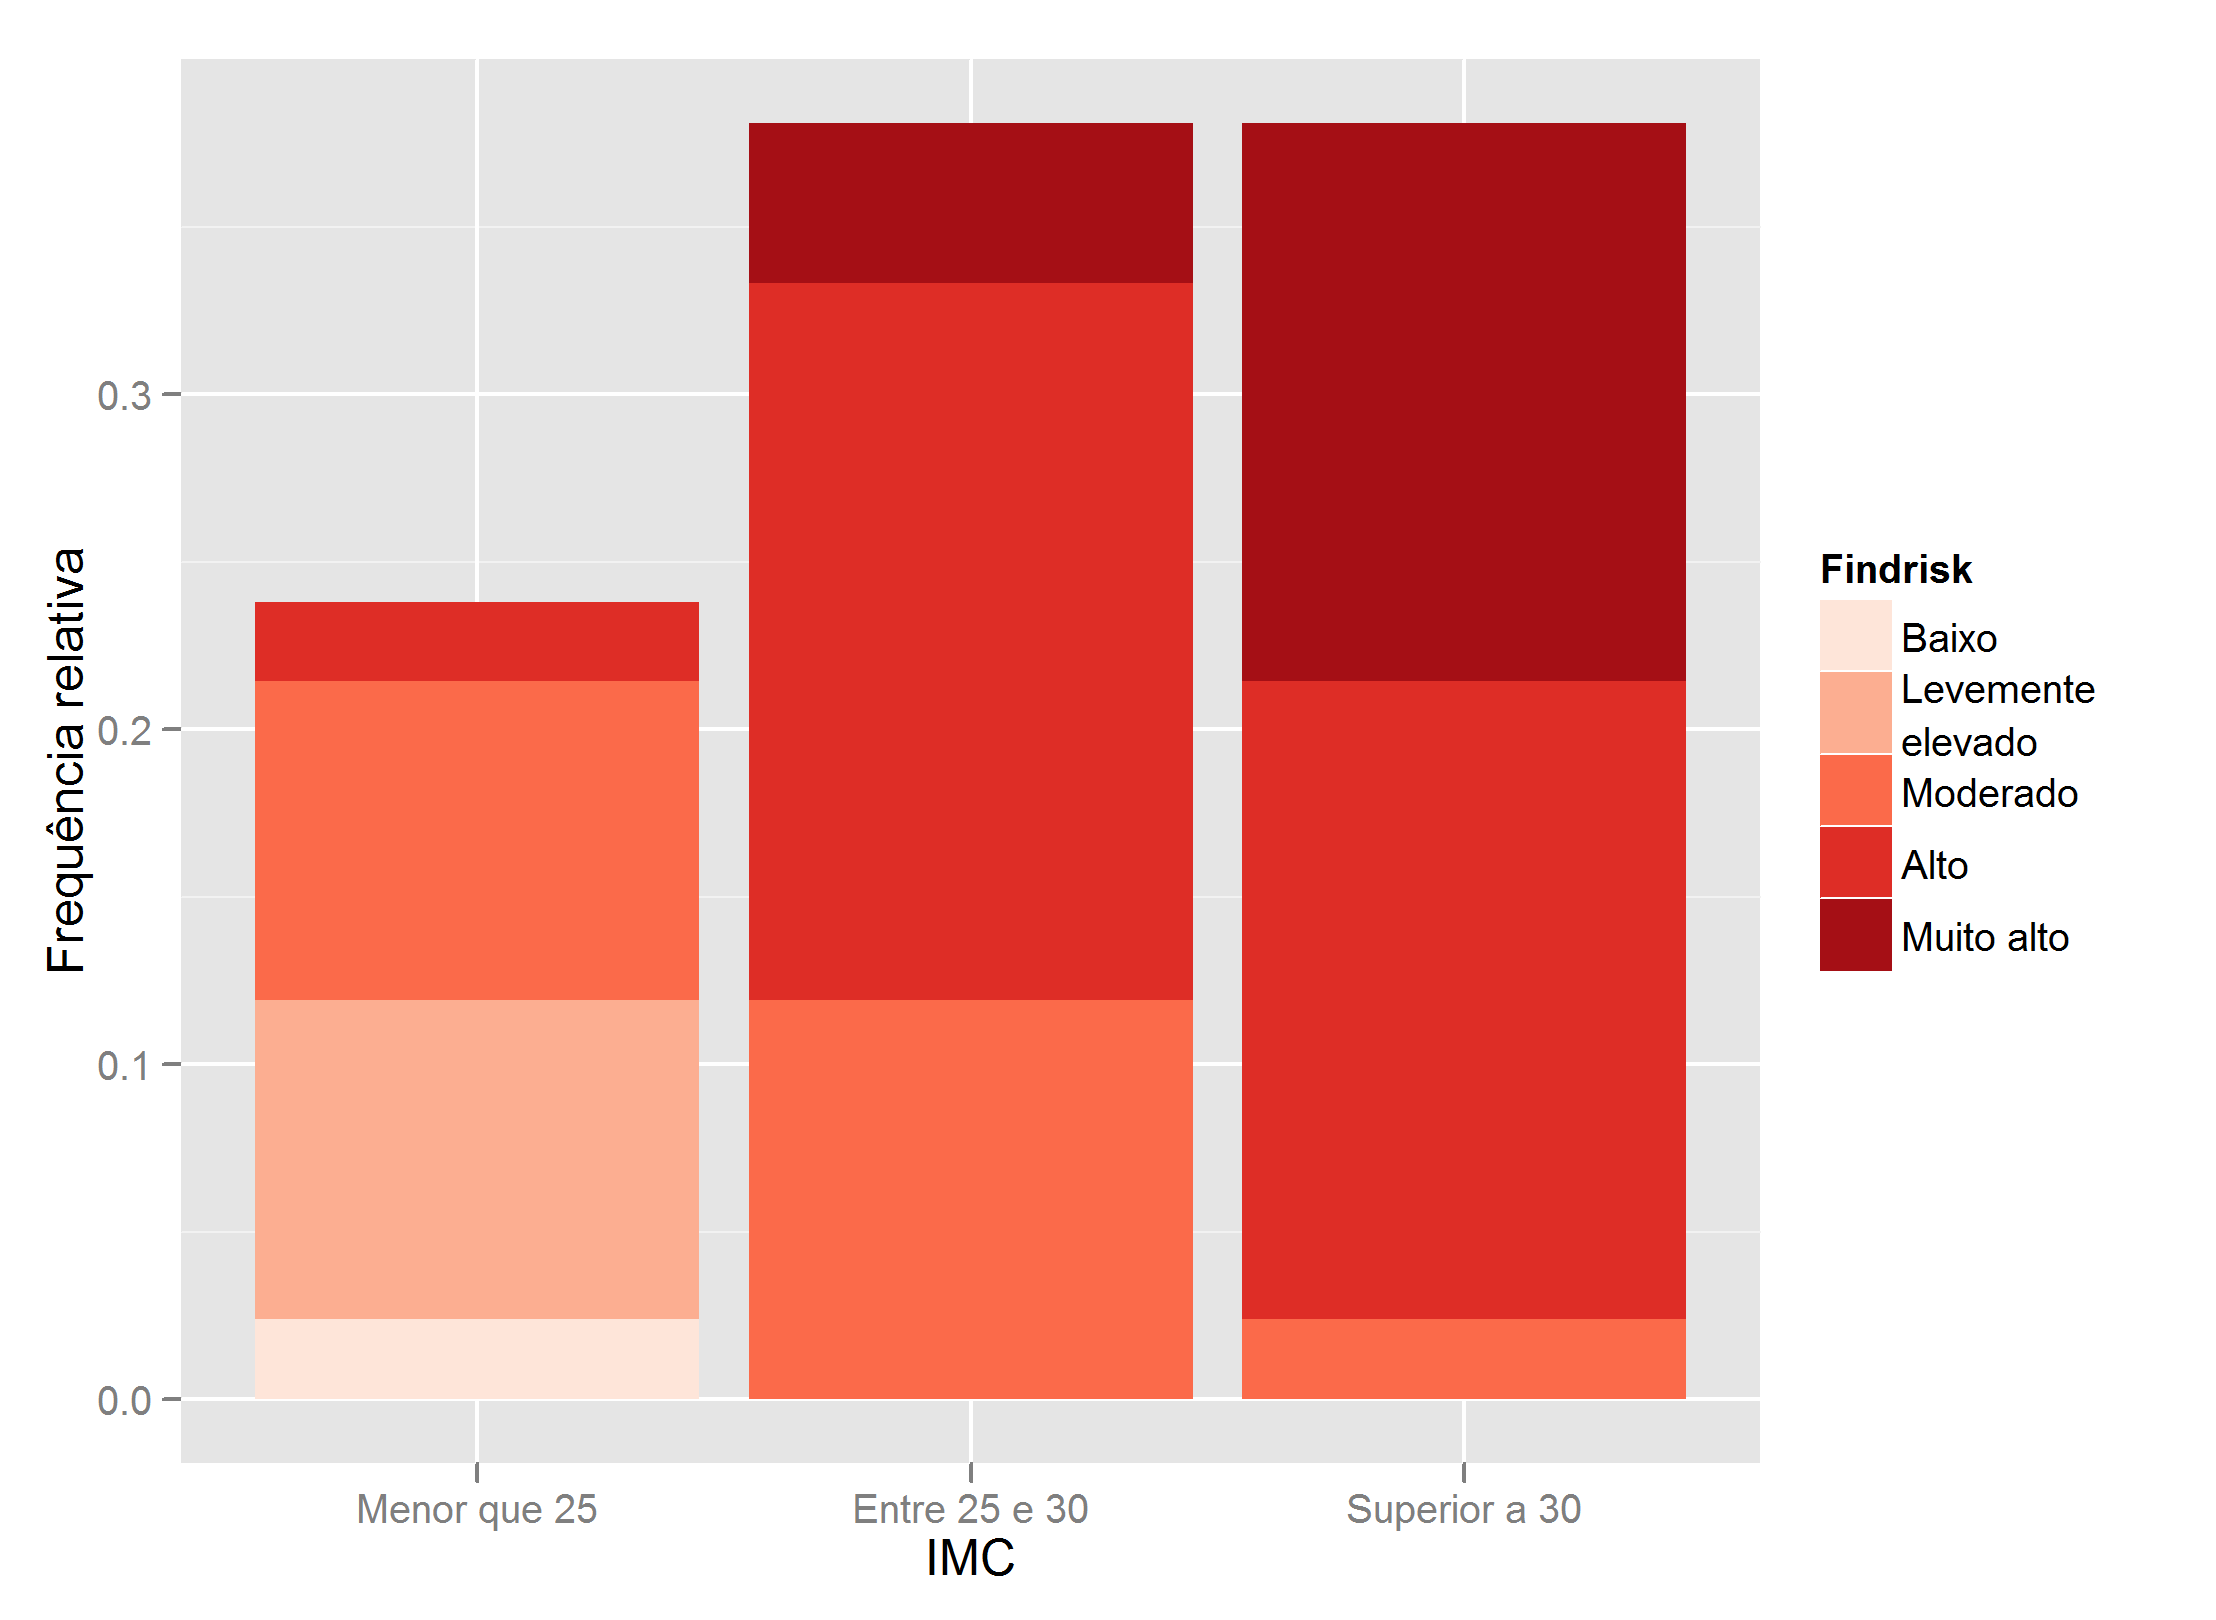 Frequência relativa
0.3
0.2
0.1
0.0
Menor que 25
Entre 25 e 30
Superior a 30
IMC
Findrisk
Baixo
Levemente
elevado
Moderado
Alto
Muito alto